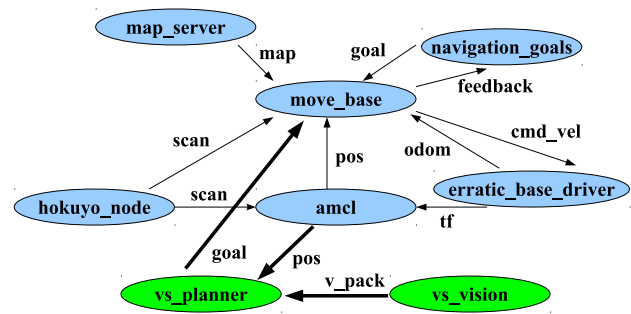 map_server
map
goal
navigation_goals
feedback
move_base
scan
pos
odom
cmd_vel
hokuyo_node
scan
amcl
tf
erratic_base_driver
goal
pos
vs_planner
v_pack
vs_vision